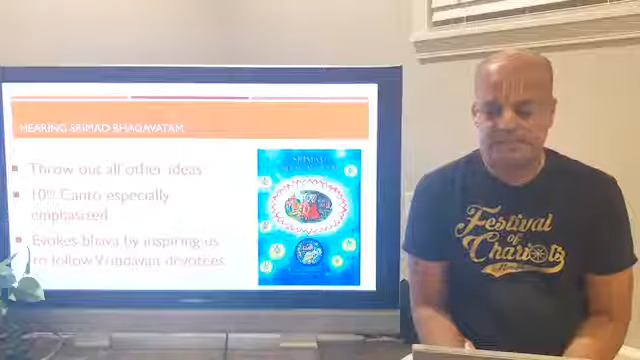 HEARING SRIMAD BHAGAVATAM
Throw out all other ideas
10th Canto especially
emphasized
Evokes bhava by inspiring us
to follow Vrindavan devotees
SRIMAD
Festival
of
Chariots